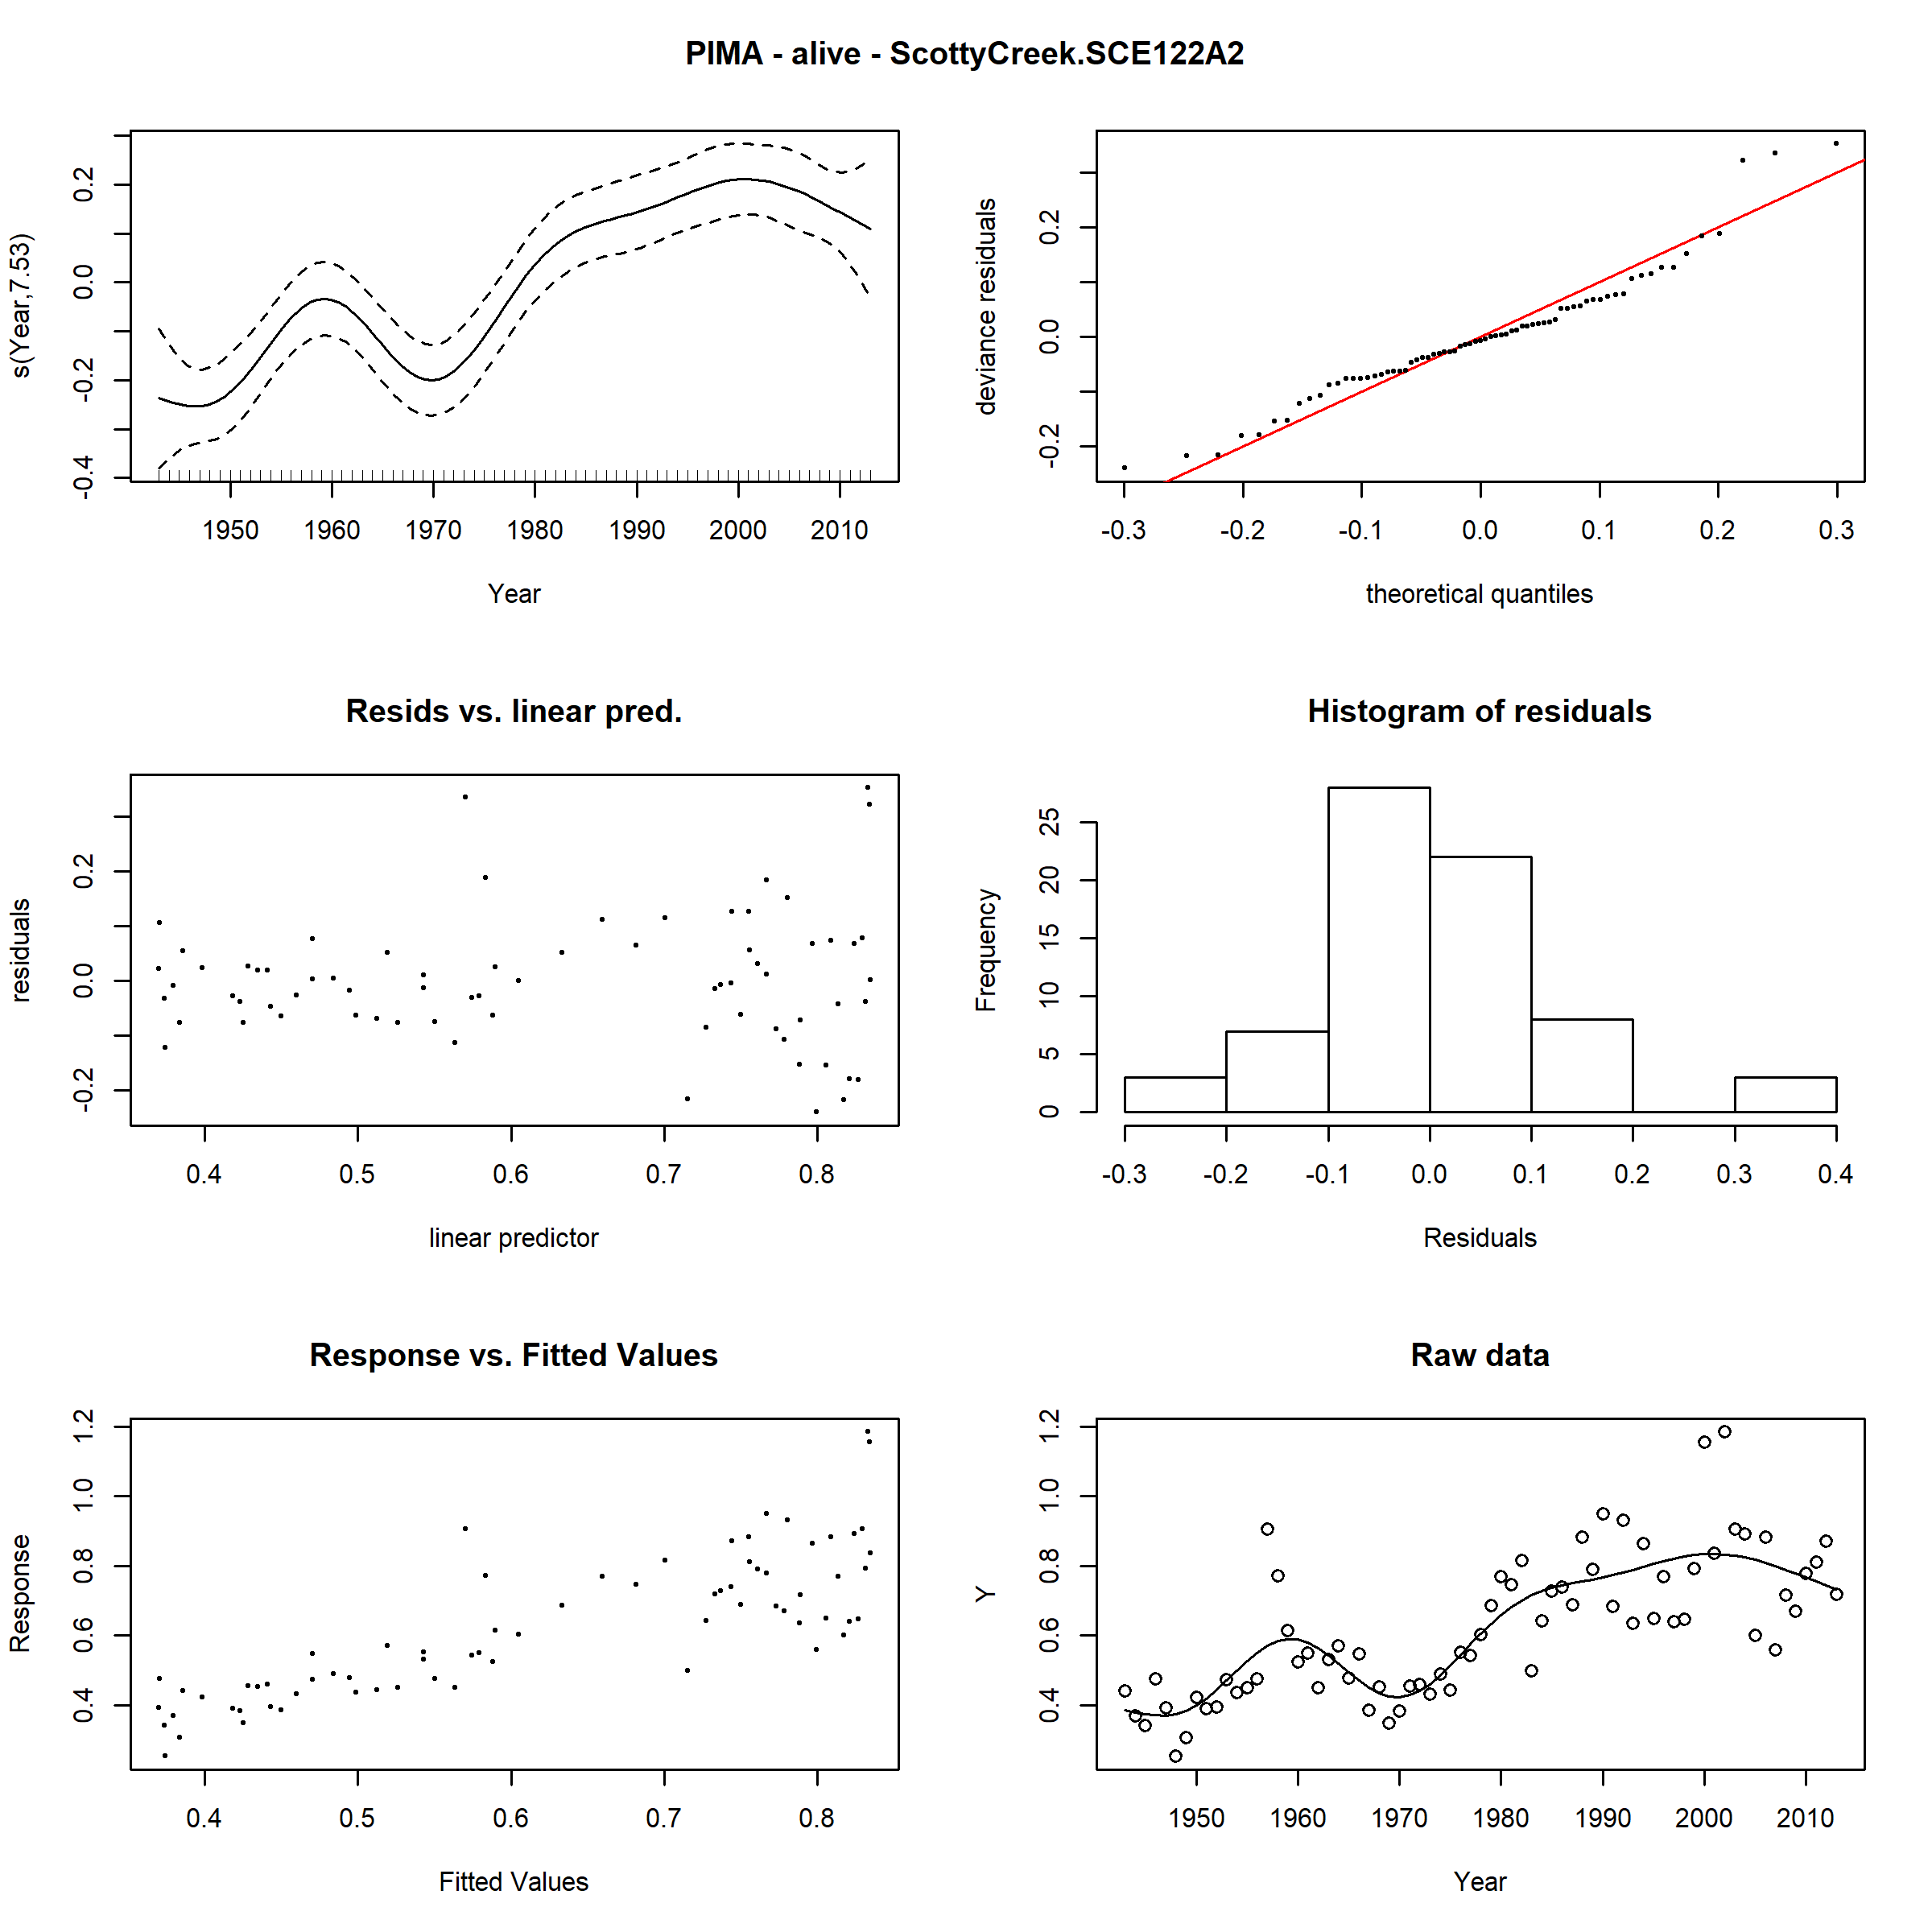 PIMA - alive - ScottyCreek.SCE122A2
s(Year,7.53)
-0.4 -0.2 0.0 0.2
1950 1960 1970 1980 1990 2000 2010
Year
deviance residuals
-0.2 0.0 0.2
-0.3 -0.2 -0.1 0.0 0.1 0.2 0.3
theoretical quantiles
Resids vs. linear pred.
residuals
-0.2 0.0 0.2
0.4 0.5 0.6 0.7 0.8
linear predictor
Histogram of residuals
Frequency
0 5 10 15 20 25
-0.3 -0.2 -0.1 0.0 0.1 0.2 0.3 0.4
Residuals
Response vs. Fitted Values
Response
0.4 0.6 0.8 1.0 1.2
0.4 0.5 0.6 0.7 0.8
Fitted Values
Raw data
Y
0.4 0.6 0.8 1.0 1.2
1950 1960 1970 1980 1990 2000 2010
Year